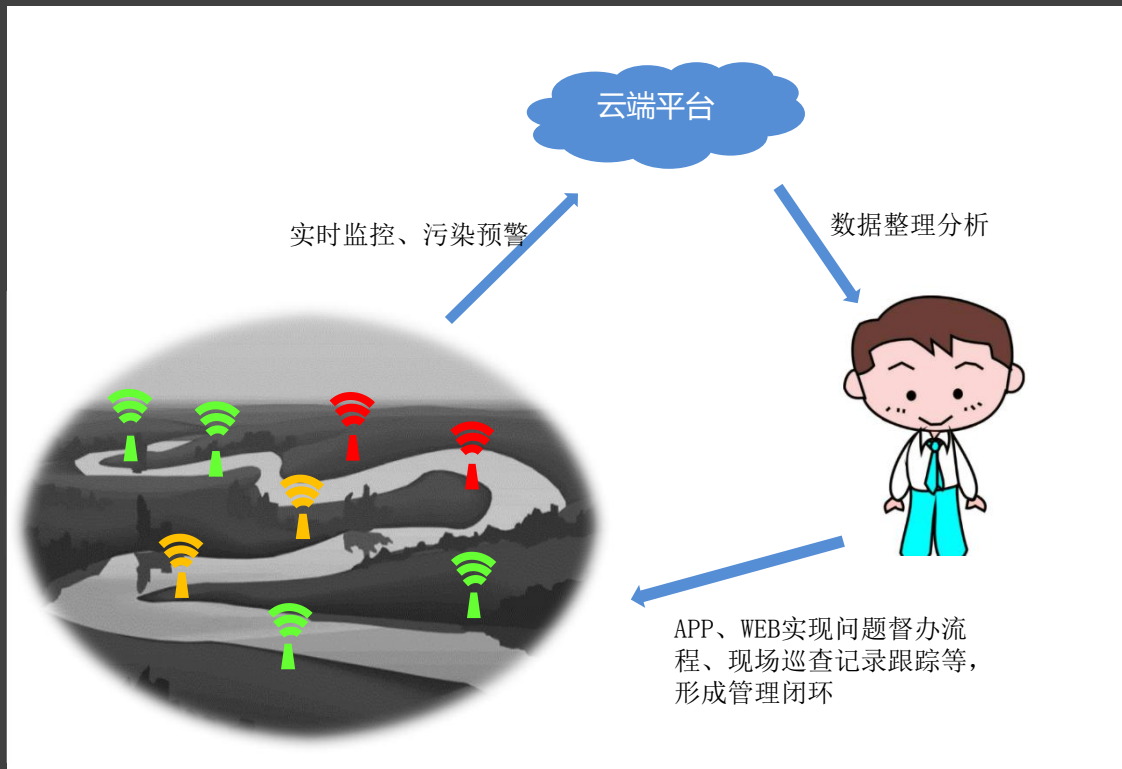 云端平台
实时监控、污染预警
数据整理分析
APP、WEB实现问题督办流
程、现场巡查记录跟踪等，
形成管理闭环